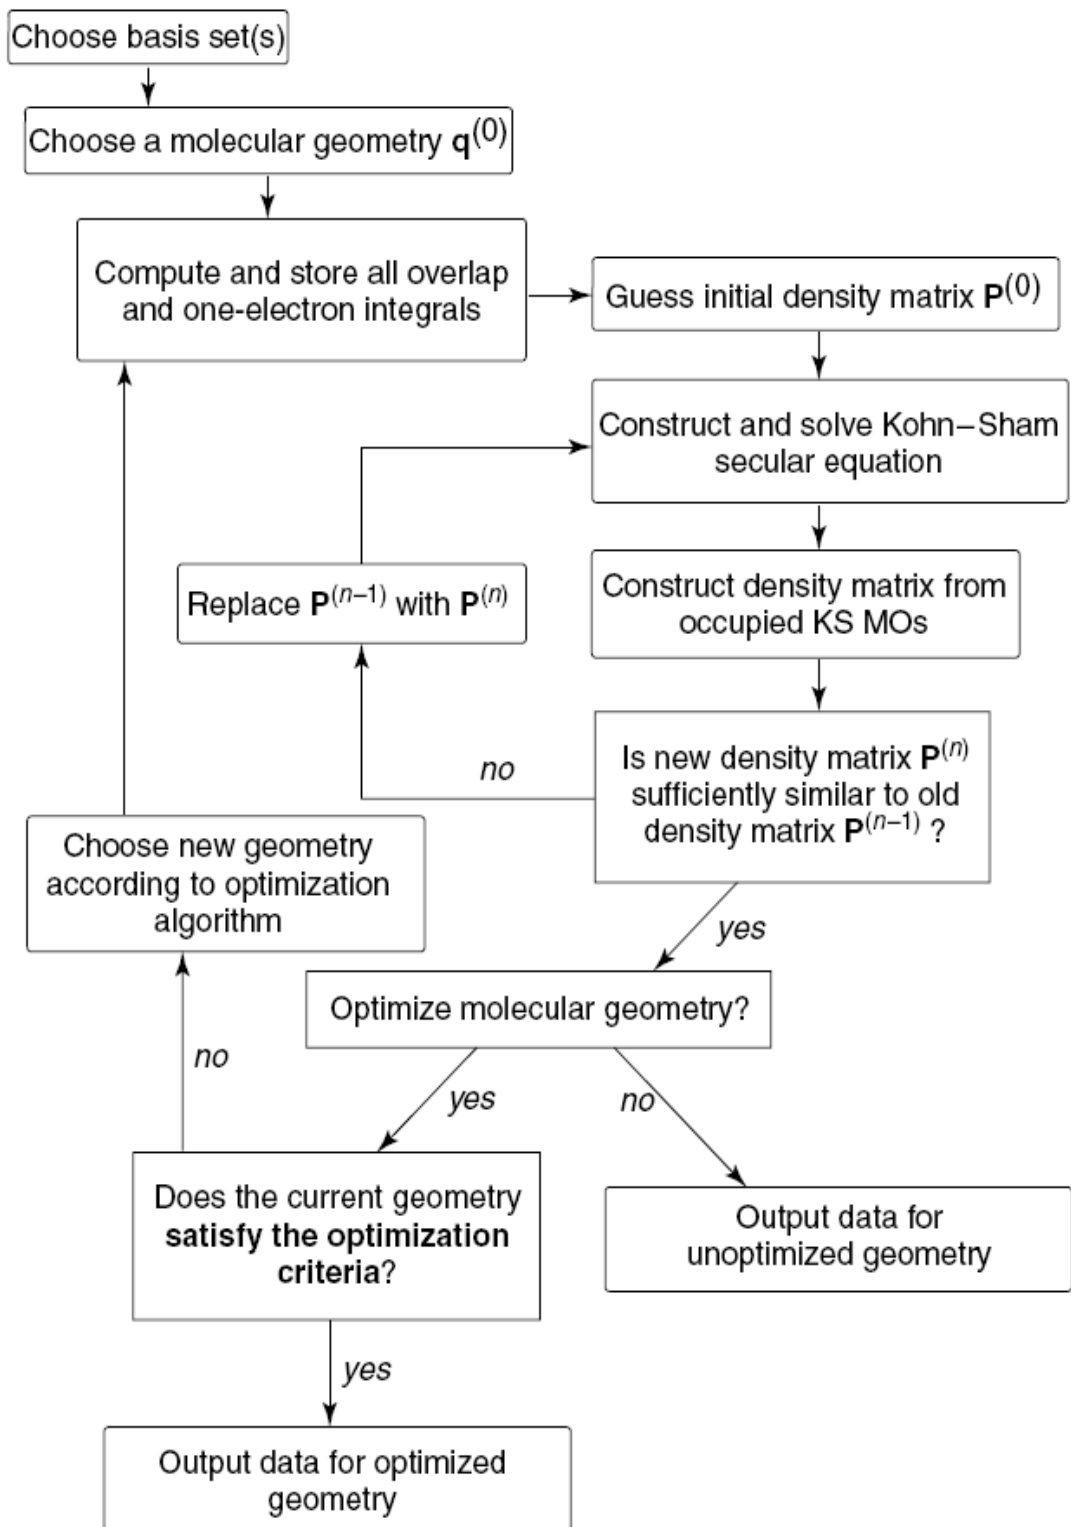 Choose basis set(s)
Choose a molecular geometry q(0)
Compute and store all overlap
and one-electron integrals
Guess initial density matrix P(0)
Construct and solve Kohn–Sham
secular equation
Construct density matrix from
occupied KS MOs
Replace P(n–1) with P(n)
Is new density matrix P(n)
sufficiently similar to old
density matrix P(n–1) ?
no
yes
Choose new geometry
according to optimization
algorithm
Optimize molecular geometry?
no
yes
no
Does the current geometry
satisfy the optimization
criteria?
Output data for
unoptimized geometry
yes
Output data for optimized
geometry